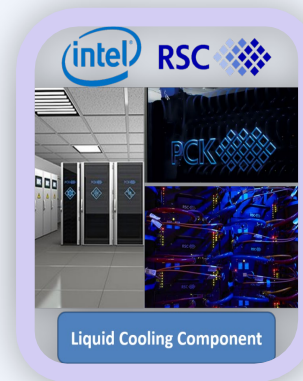 intel RSC
РСК
Liquid Cooling Component